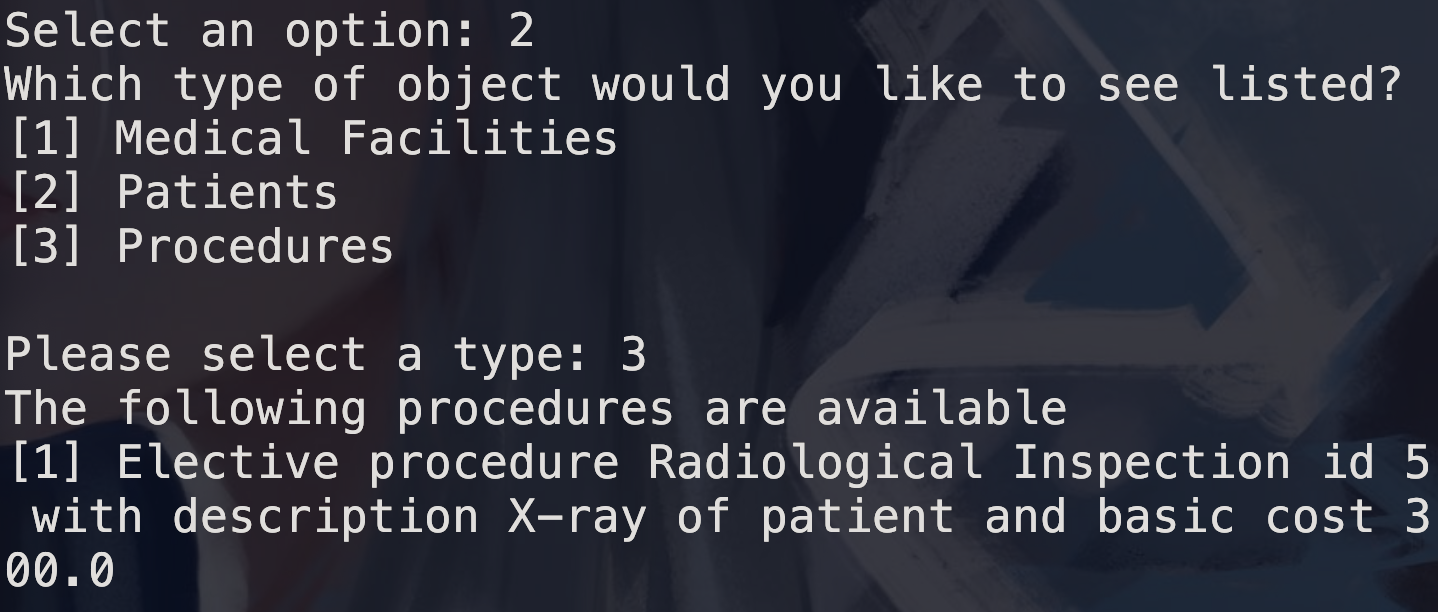 Select an option: 2
Which type of object would you like to see listed?
[1] Medical Facilities
[2] Patients
[3] Procedures
Please select a type: 3
The following procedures are available
[1] Elective procedure Radiological Inspection id 5
 with description X-ray of patient and basic cost 3
00.0